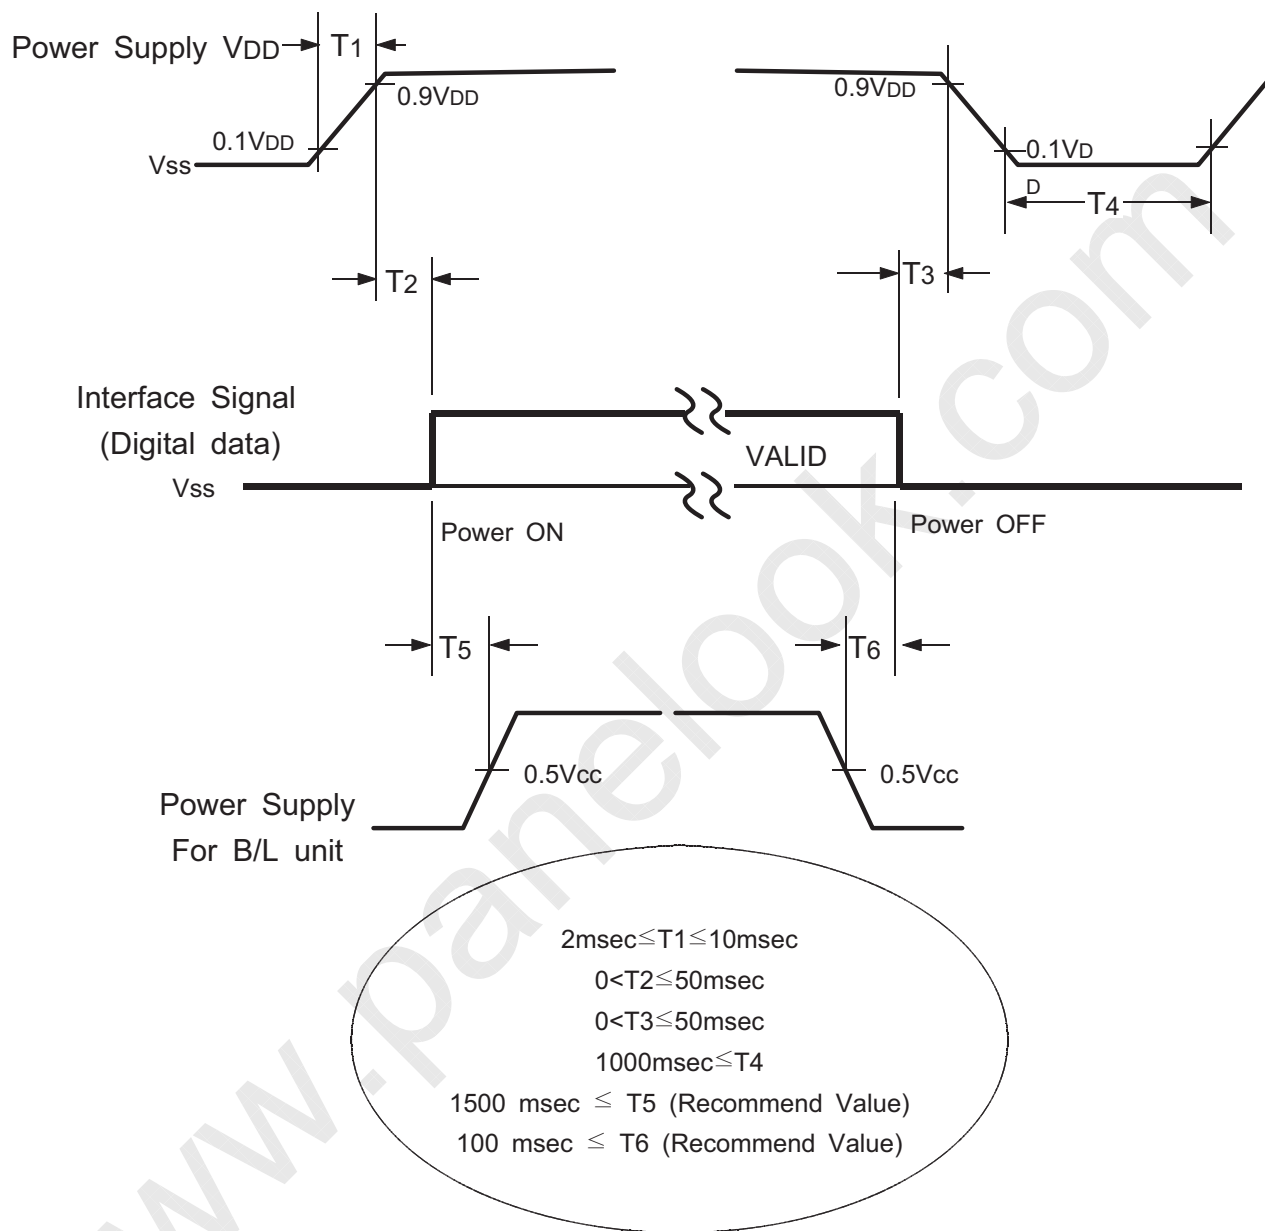 Power Supply VDD
T1
0.9VDD
0.9VDD
0.1VDD
0.1VD
D
Vss
T4
T2
T3
Interface Signal
(Digital data)
VALID
Vss
Power ON
Power OFF
T5
T6
0.5Vcc
0.5Vcc
Power Supply
For B/L unit
2msec≦T1≦10msec
0<T2≦50msec
0<T3≦50msec
1000msec≦T4
1500 msec ≦ T5 (Recommend Value)
100 msec ≦ T6 (Recommend Value)
www.panelook.com